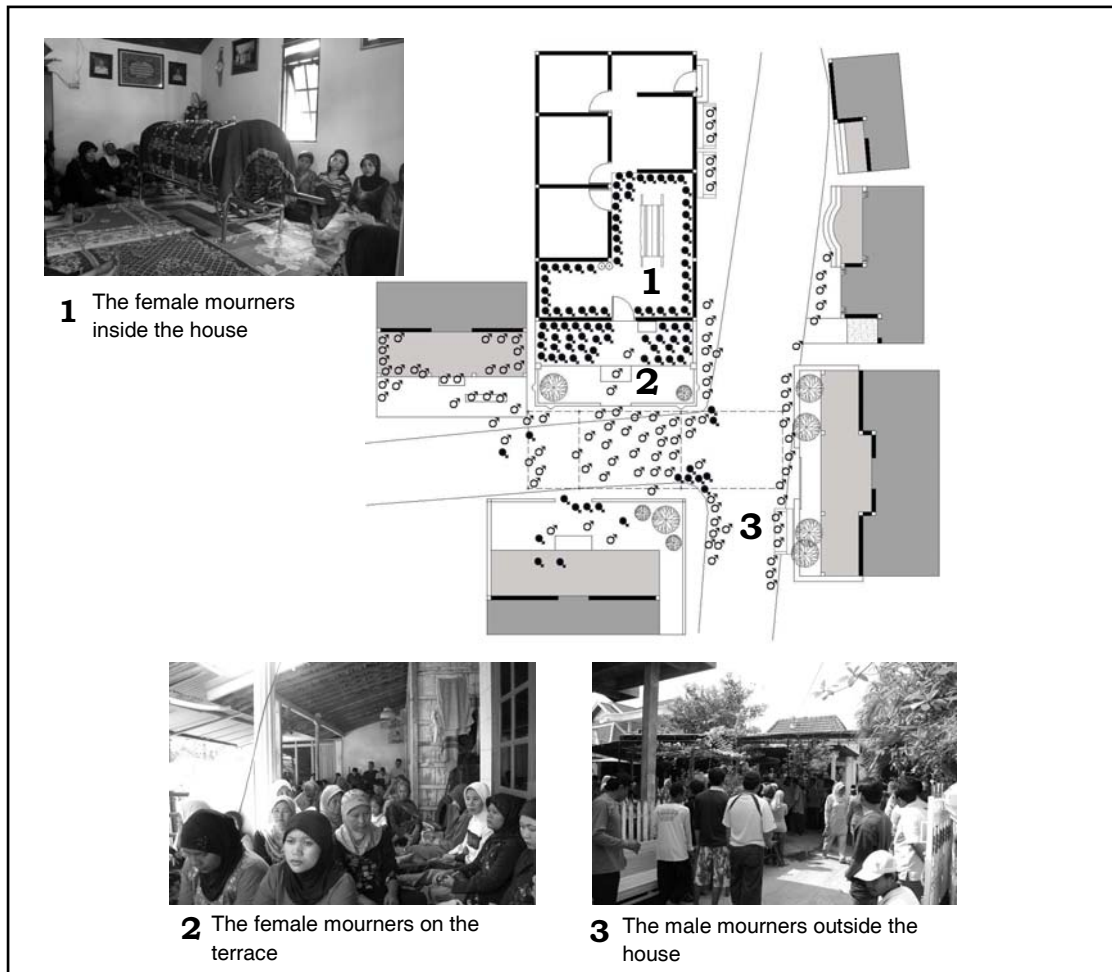 1
2
3
1 The female mourners
inside the house
2 The female mourners on the
terrace
3 The male mourners outside the
house